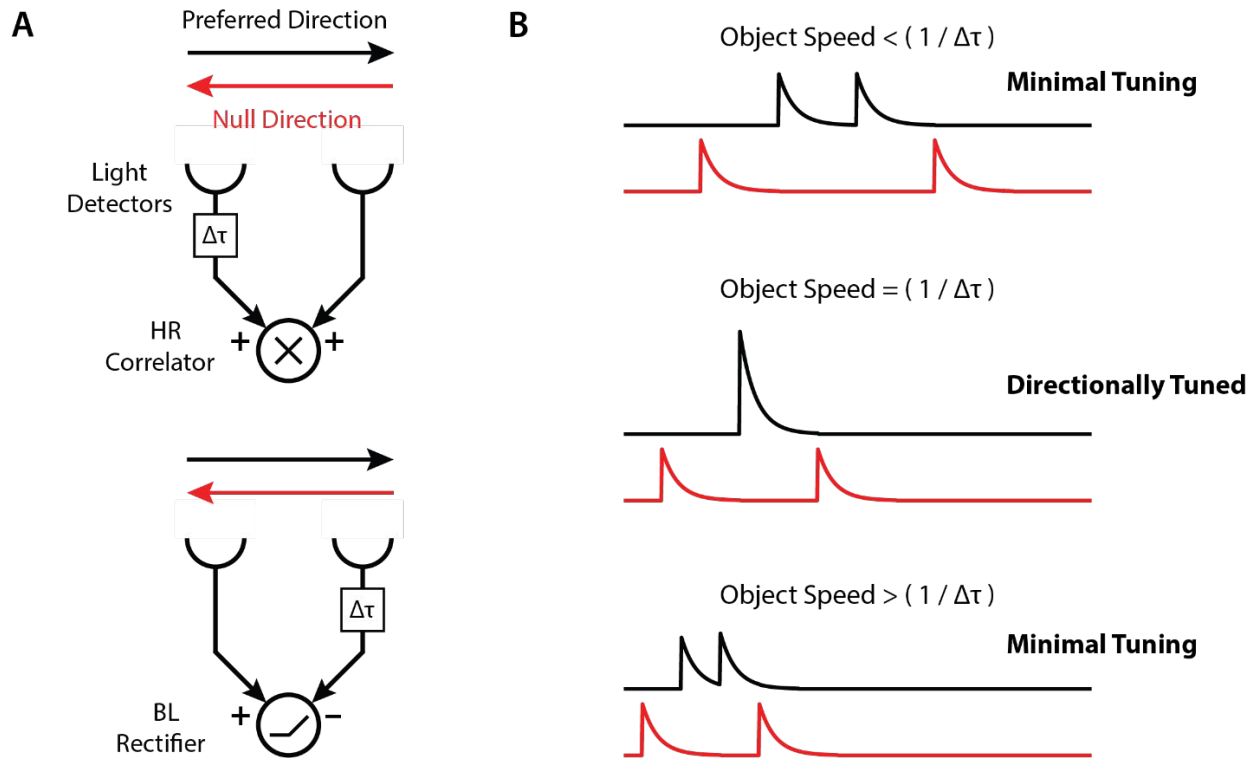 A
Preferred Direction
Null Direction
Light
Detectors
Δτ
HR
Correlator
+
+
Δτ
BL
Rectifier
+
−
B
Object Speed < ( 1 / Δτ )
Minimal Tuning
Object Speed = ( 1 / Δτ )
Directionally Tuned
Object Speed > ( 1 / Δτ )
Minimal Tuning